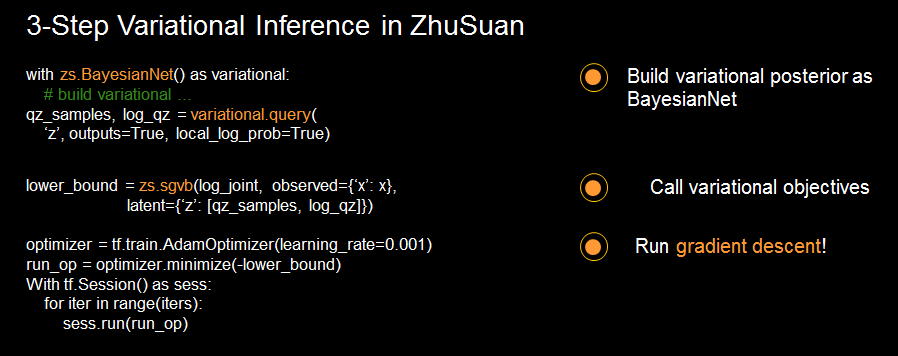 3-Step Variational Inference in ZhuSuan
with zs.BayesianNet() as variational:
# build variational …
qz_samples, log_qz = variational.query(
‘z’, outputs=True, local_log_prob=True)
Build variational posterior as
BayesianNet
lower_bound = zs.sgvb(log_joint, observed={‘x’: x},
latent={‘z’: [qz_samples, log_qz]})
Call variational objectives
optimizer = tf.train.AdamOptimizer(learning_rate=0.001)
run_op = optimizer.minimize(-lower_bound)
With tf.Session() as sess:
for iter in range(iters):
sess.run(run_op)
Run gradient descent!